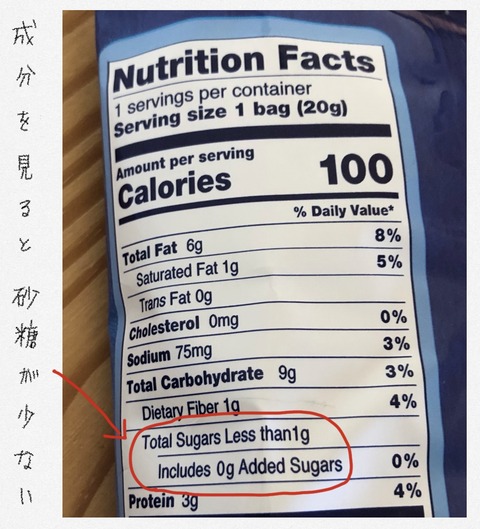 成分を見ると砂糖が少ない
Nutrition Facts
1 servings per container
Serving size 1 bag (20g)
Amount per serving
Calories 100
% Daily Value*
Total Fat 6g 8%
Saturated Fat 1g 5%
Trans Fat 0g
Cholesterol 0mg 0%
Sodium 75mg 3%
Total Carbohydrate 9g 3%
Dietary Fiber 1g 4%
Total Sugars Less than1g
Includes 0g Added Sugars 0%
Protein 3g 4%